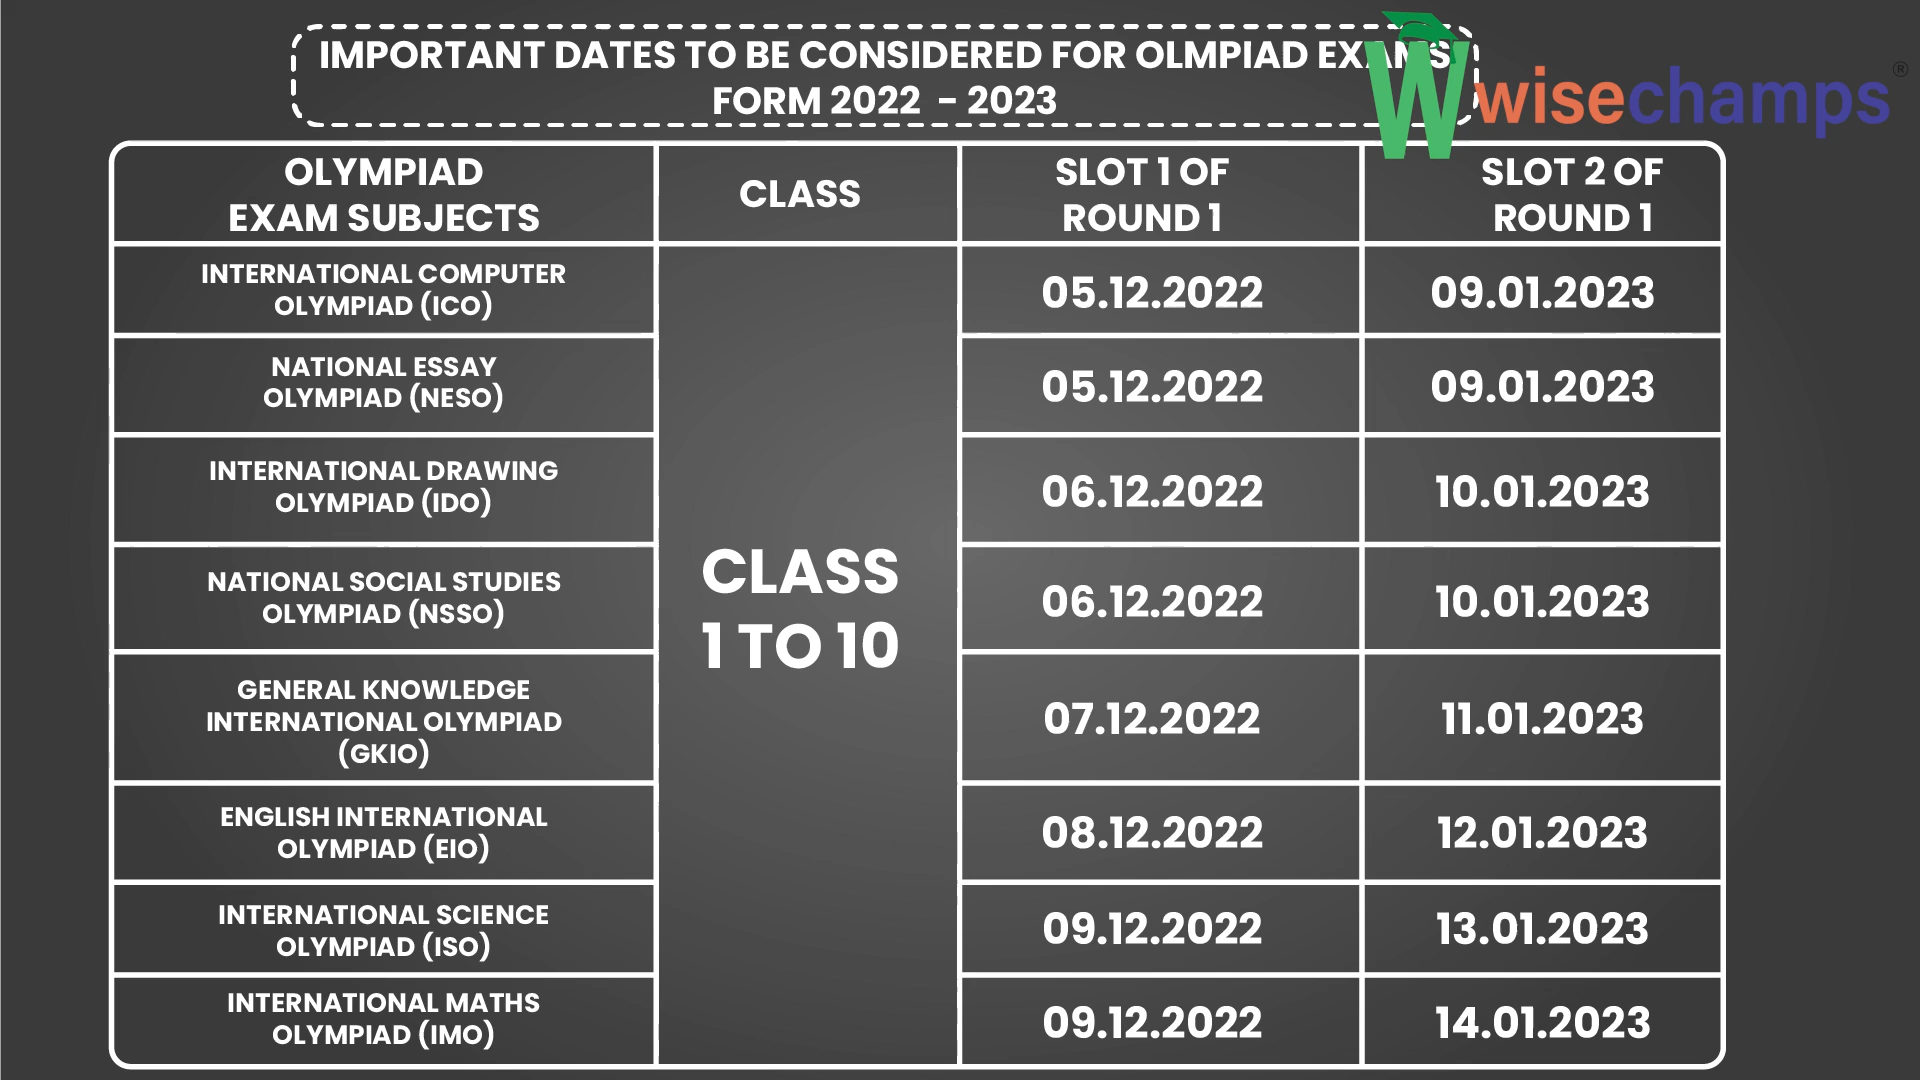 IMPORTANT DATES TO BE CONSIDERED FOR OLMPIAD EXAMS
FORM 2022 - 2023
W wisechamps ®
OLYMPIAD
EXAM SUBJECTS
CLASS
SLOT 1 OF
ROUND 1
SLOT 2 OF
ROUND 1
INTERNATIONAL COMPUTER
OLYMPIAD (ICO)
05.12.2022
09.01.2023
NATIONAL ESSAY
OLYMPIAD (NESO)
05.12.2022
09.01.2023
INTERNATIONAL DRAWING
OLYMPIAD (IDO)
06.12.2022
10.01.2023
CLASS
1 TO 10
NATIONAL SOCIAL STUDIES
OLYMPIAD (NSSO)
06.12.2022
10.01.2023
GENERAL KNOWLEDGE
INTERNATIONAL OLYMPIAD
(GKIO)
07.12.2022
11.01.2023
ENGLISH INTERNATIONAL
OLYMPIAD (EIO)
08.12.2022
12.01.2023
INTERNATIONAL SCIENCE
OLYMPIAD (ISO)
09.12.2022
13.01.2023
INTERNATIONAL MATHS
OLYMPIAD (IMO)
09.12.2022
14.01.2023